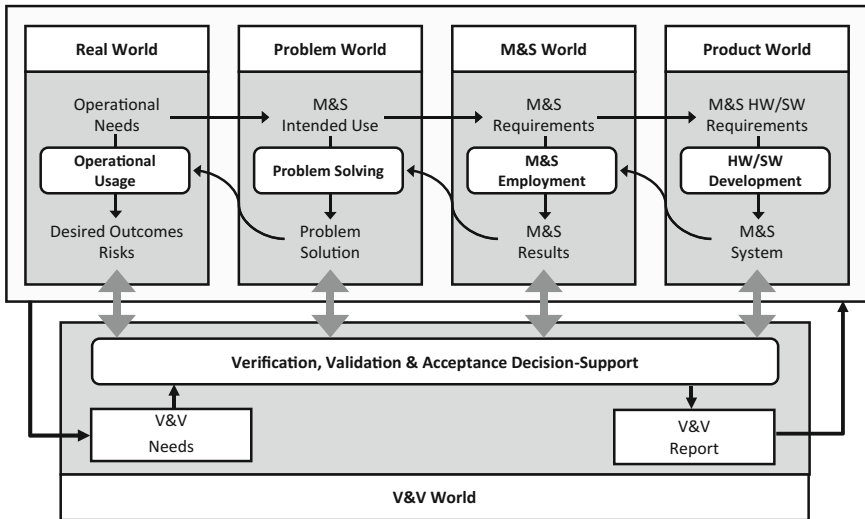 Real World
Problem World
M&S World
Product World
Operational
Needs
M&S
Intended Use
M&S
Requirements
M&S HW/SW
Requirements
Operational
Usage
Problem Solving
M&S
Employment
HW/SW
Development
Desired Outcomes
Risks
Problem
Solution
M&S
Results
M&S
System
Verification, Validation & Acceptance Decision-Support
V&V
Needs
V&V
Report
V&V World